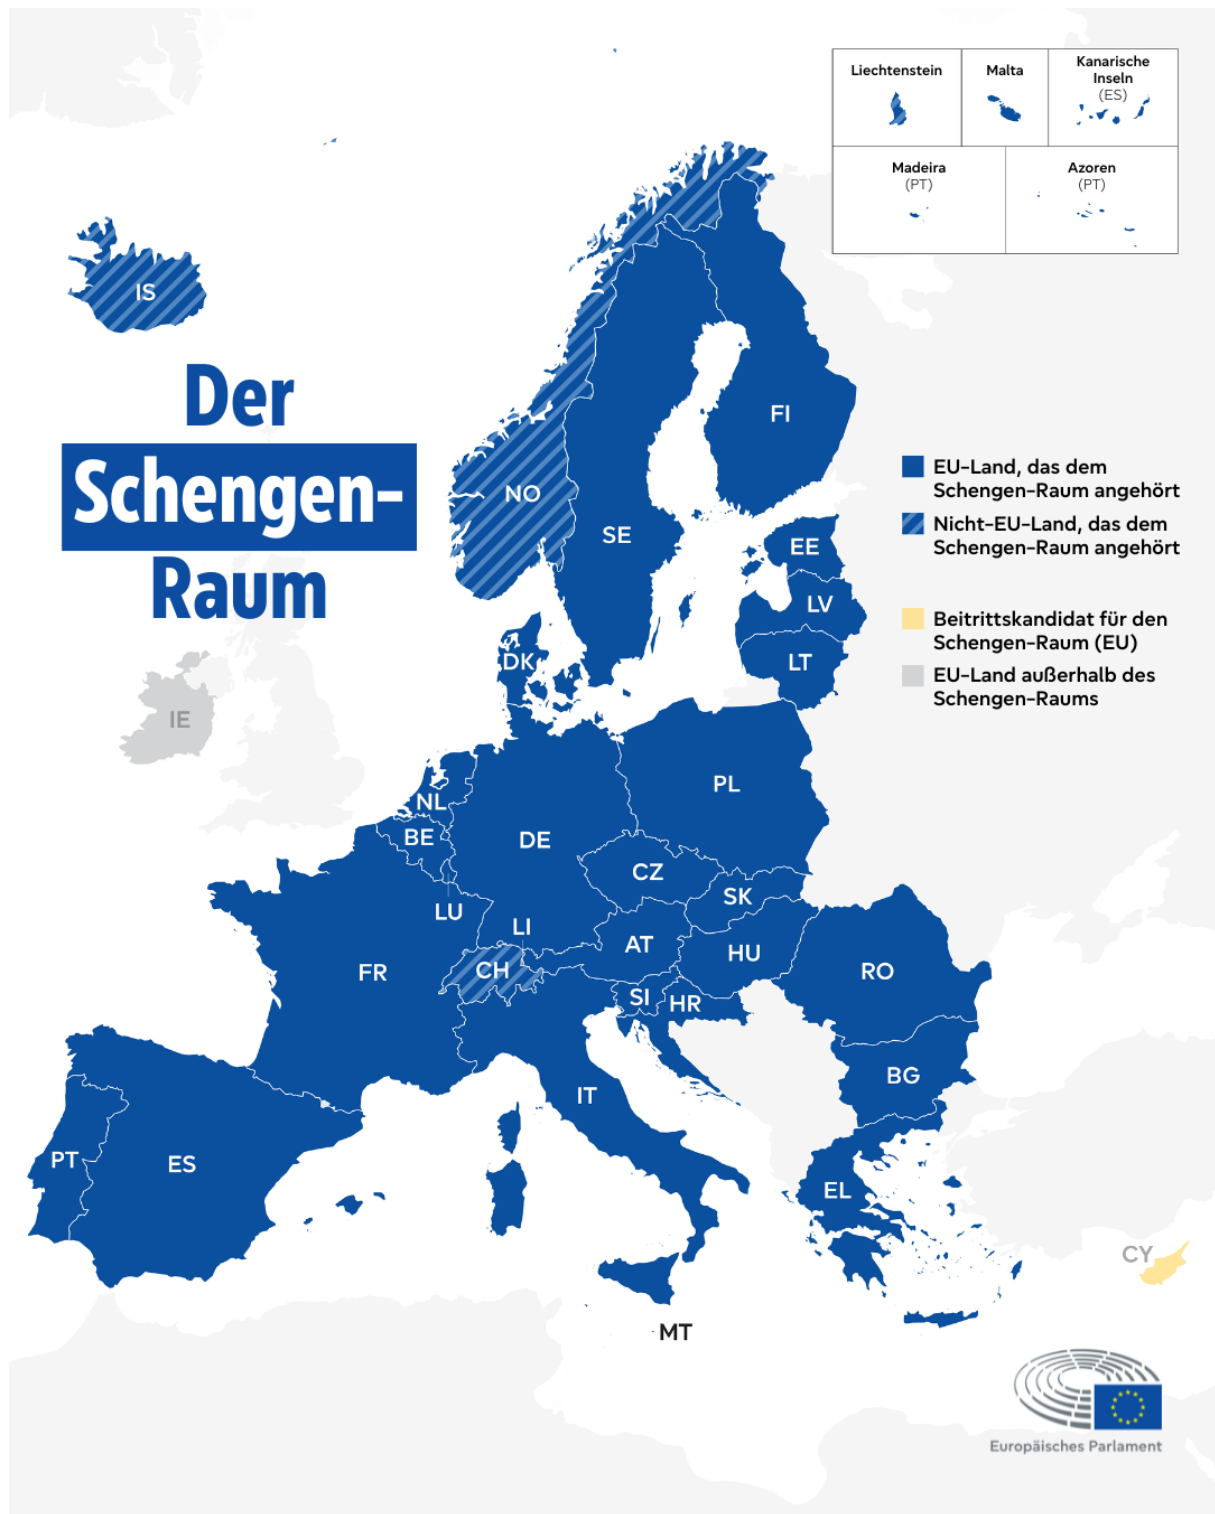 Liechtenstein
Malta
Kanarische
Inseln
(ES)
Madeira
(PT)
Azoren
(PT)
IS
Der
Schengen-
Raum
FI
NO
SE
EU-Land, das dem
Schengen-Raum angehört
Nicht-EU-Land, das dem
Schengen-Raum angehört
Beitrittskandidat für den
Schengen-Raum (EU)
EU-Land außerhalb des
Schengen-Raums
EE
LV
LT
DK
IE
PL
NL
BE
DE
CZ
SK
LU
LI
AT
HU
FR
CH
RO
SI
HR
BG
IT
PT
ES
EL
CY
MT
Europäisches Parlament